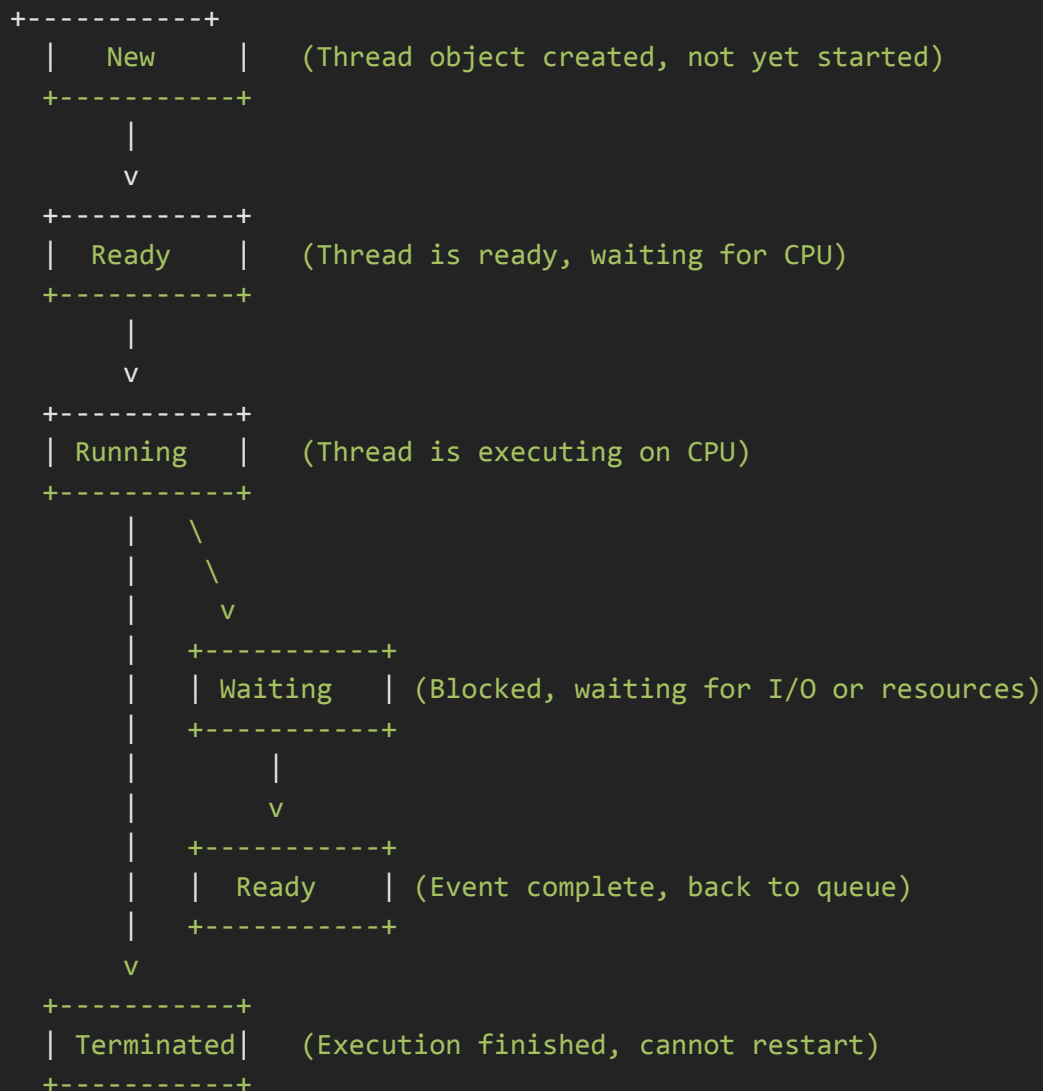 +-----------+
  |   New     |   (Thread object created, not yet started)
  +-----------+
       |
       v
  +-----------+
  |  Ready    |   (Thread is ready, waiting for CPU)
  +-----------+
       |
       v
  +-----------+
  | Running   |   (Thread is executing on CPU)
  +-----------+
       |   \
       |    \
       |     v
       |   +-----------+
       |   | Waiting   | (Blocked, waiting for I/O or resources)
       |   +-----------+
       |        |
       |        v
       |   +-----------+
       |   |  Ready    | (Event complete, back to queue)
       |   +-----------+
       v
  +-----------+
  | Terminated|   (Execution finished, cannot restart)
  +-----------+